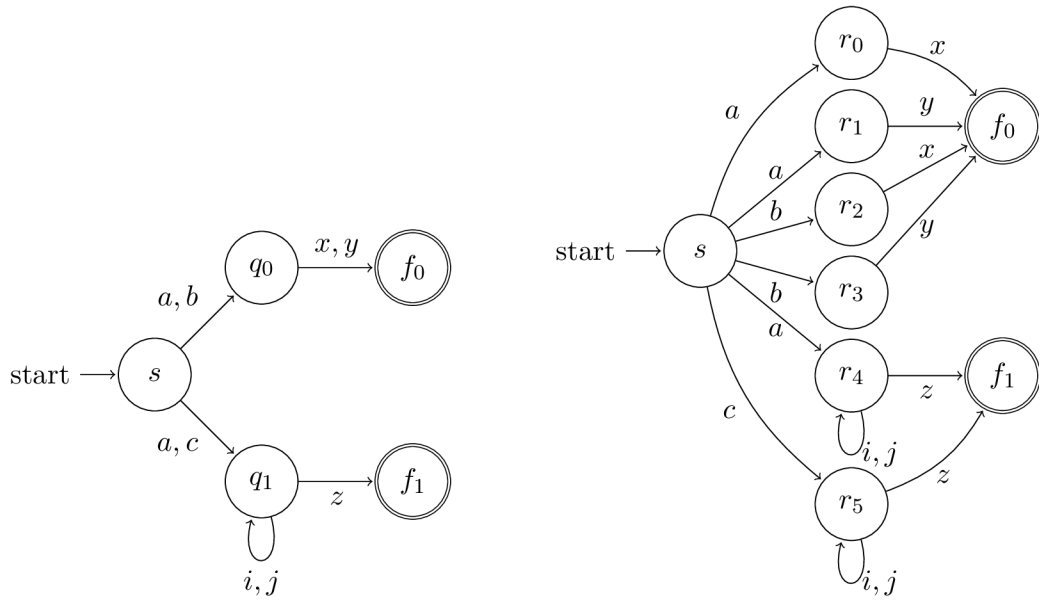 start
s
a, b
a, c
q₀
q₁
x, y
z
i, j
f₀
f₁
start
s
a
a
b
b
a
c
r₀
r₁
r₂
r₃
r₄
r₅
x
y
x
y
z
z
i, j
i, j
f₀
f₁